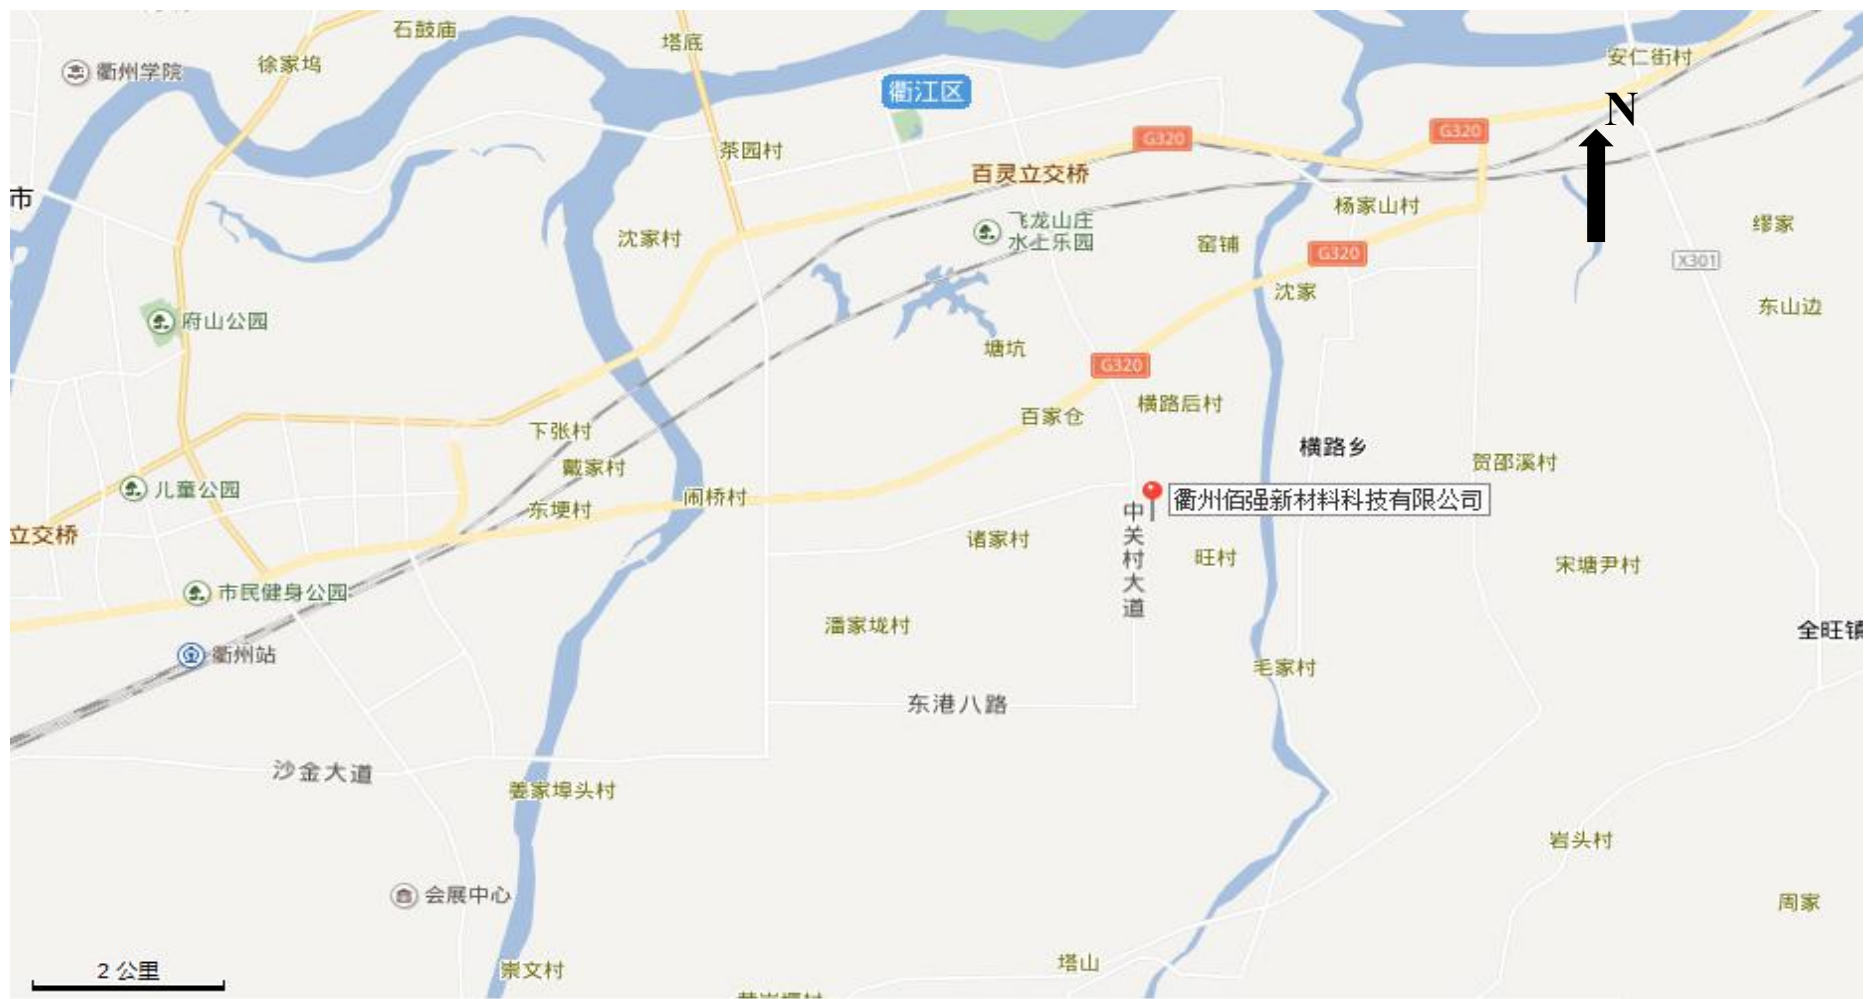 石鼓庙
塔底
安仁街村
徐家坞
衢州学院
衢江区
N
G320
G320
茶园村
百灵立交桥
市
杨家山村
飞龙山庄
水上乐园
缪家
沈家村
窑铺
G320
X301
沈家
东山边
府山公园
塘坑
G320
横路后村
百家仓
下张村
横路乡
戴家村
贺邵溪村
儿童公园
闹桥村
衢州佰强新材料科技有限公司
东埂村
中关村大道
立交桥
诸家村
旺村
宋塘尹村
市民健身公园
潘家垅村
全旺镇
衢州站
毛家村
东港八路
沙金大道
姜家埠头村
岩头村
会展中心
周家
塔山
崇文村
2 公里